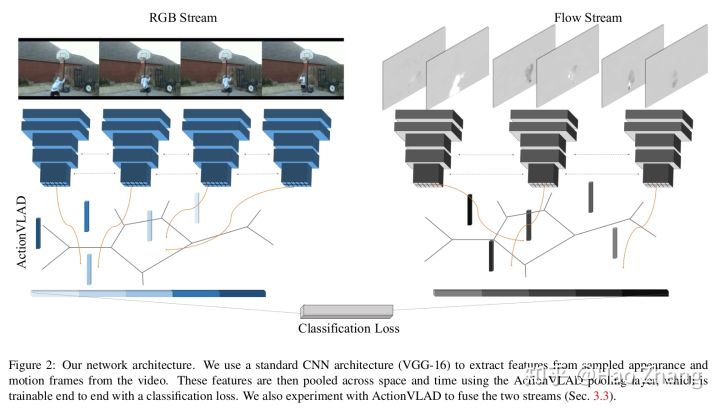 RGB Stream
Flow Stream
ActionVLAD
Classification Loss
Figure 2: Our network architecture. We use a standard CNN architecture (VGG-16) to extract features from sampled appearance and
motion frames from the video. These features are then pooled across space and time using the ActionVLAD pooling layer, which is
trainable end to end with a classification loss. We also experiment with ActionVLAD to fuse the two streams (Sec. 3.3).
知乎 @Hao Zhang